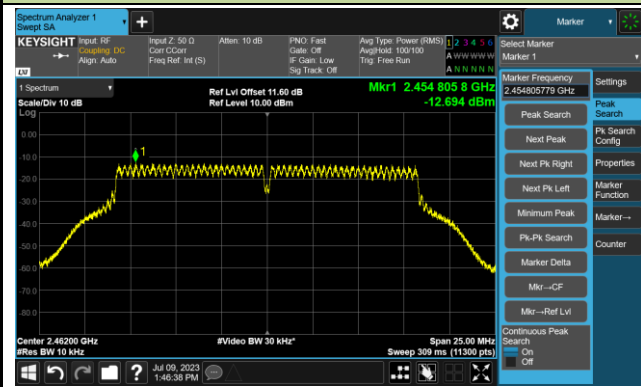 Spectrum Analyzer 1
Swept SA
+
Marker
KEYSIGHT
Input: RF
Coupling: DC
Align: Auto
Input Z: 50 Ω
Corr CCorr
Freq Ref: Int (S)
Atten: 10 dB
PNO: Fast
Gate: Off
IF Gain: Low
Sig Track: Off
Avg Type: Power (RMS)
Avg|Hold: 100/100
Trig: Free Run
1 2 3 4 5 6
A W W W W W
A N N N N N
LXI
Select Marker
Marker 1
1 Spectrum
Scale/Div 10 dB
Log
Ref Lvl Offset 11.60 dB
Ref Level 10.00 dBm
Mkr1 2.454 805 8 GHz
-12.694 dBm
Marker Frequency
2.454805779 GHz
Settings
Peak Search
Next Peak
Next Pk Right
Next Pk Left
Minimum Peak
Pk-Pk Search
Marker Delta
Mkr→CF
Mkr→Ref Lvl
Continuous Peak
Search
On
Off
Peak
Search
Pk Search
Config
Properties
Marker
Function
Marker→
Counter
0.00
-10.0
-20.0
-30.0
-40.0
-50.0
-60.0
-70.0
-80.0
1
Center 2.46200 GHz
#Res BW 10 kHz
#Video BW 30 kHz*
Span 25.00 MHz
Sweep 309 ms (11300 pts)
?
Jul 09, 2023
1:46:38 PM